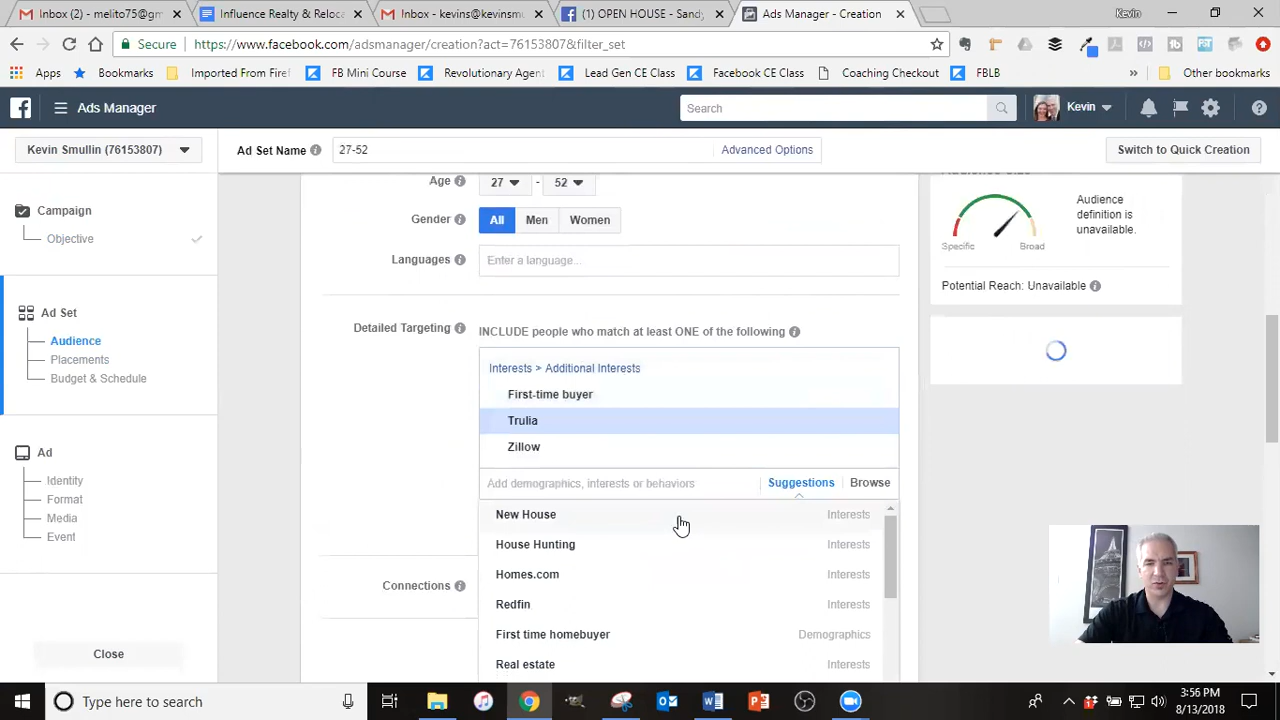 Inbox (2) - melito75@gm
Influence Realty & Reloca
Inbox - kevins@kevinsmu
(1) OPEN HOUSE - Sandy
Ads Manager - Creation
Kevin
Secure
https://www.facebook.com/adsmanager/creation?act=76153807&filter_set
Apps
Bookmarks
Imported From Firef
FB Mini Course
Revolutionary Agent
Lead Gen CE Class
Facebook CE Class
Coaching Checkout
FBLB
»
Other bookmarks
Ads Manager
Search
Kevin
Kevin Smullin (76153807)
Ad Set Name
27-52
Advanced Options
Switch to Quick Creation
Campaign
Objective
Ad Set
Audience
Placements
Budget & Schedule
Ad
Identity
Format
Media
Event
Close
Age
27 - 52
Gender
All Men Women
Languages
Enter a language...
Detailed Targeting
INCLUDE people who match at least ONE of the following
Interests > Additional Interests
First-time buyer
Trulia
Zillow
Add demographics, interests or behaviors
Suggestions
Browse
New House Interests
House Hunting Interests
Homes.com Interests
Redfin Interests
First time homebuyer Demographics
Real estate Interests
Connections
Specific
Broad
Audience
definition is
unavailable.
Potential Reach: Unavailable
Type here to search
3:56 PM
8/13/2018